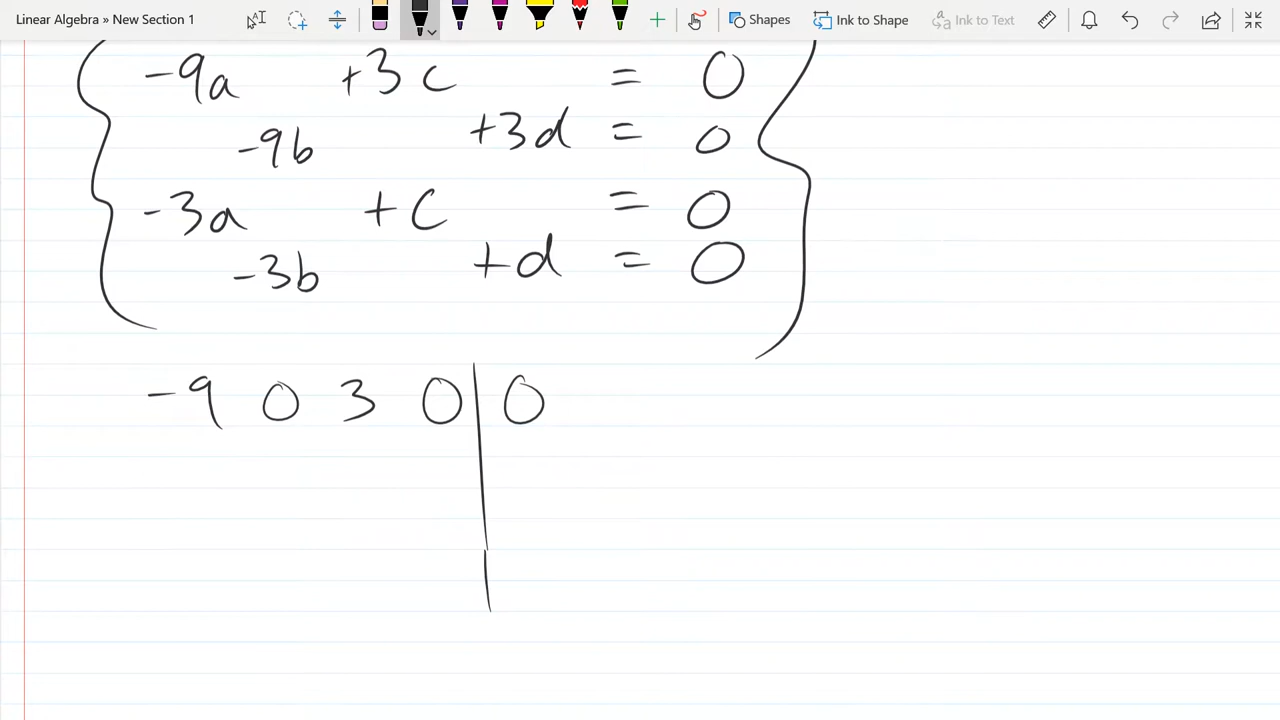 Linear Algebra » New Section 1 Shapes Ink to Shape Ink to Text
-9a +3c = 0
-9b +3d = 0
-3a +c = 0
-3b +d = 0
-9 0 3 0 | 0